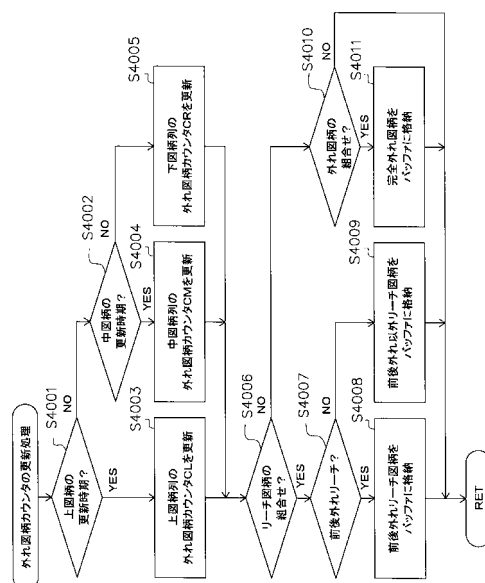 外れ図柄カウンタの更新処理
S4001
上図柄の
更新時期?
NO
YES
S4002
中図柄の
更新時期?
NO
YES
S4003
上図柄列の
外れ図柄カウンタCLを更新
S4004
中図柄列の
外れ図柄カウンタCMを更新
S4005
下図柄列の
外れ図柄カウンタCRを更新
S4006
リーチ図柄の
組合せ?
NO
YES
S4007
前後外れリーチ?
NO
YES
S4010
外れ図柄の
組合せ?
NO
YES
S4008
前後外れリーチ図柄を
バッファに格納
S4009
前後外れ以外リーチ図柄を
バッファに格納
S4011
完全外れ図柄を
バッファに格納
RET